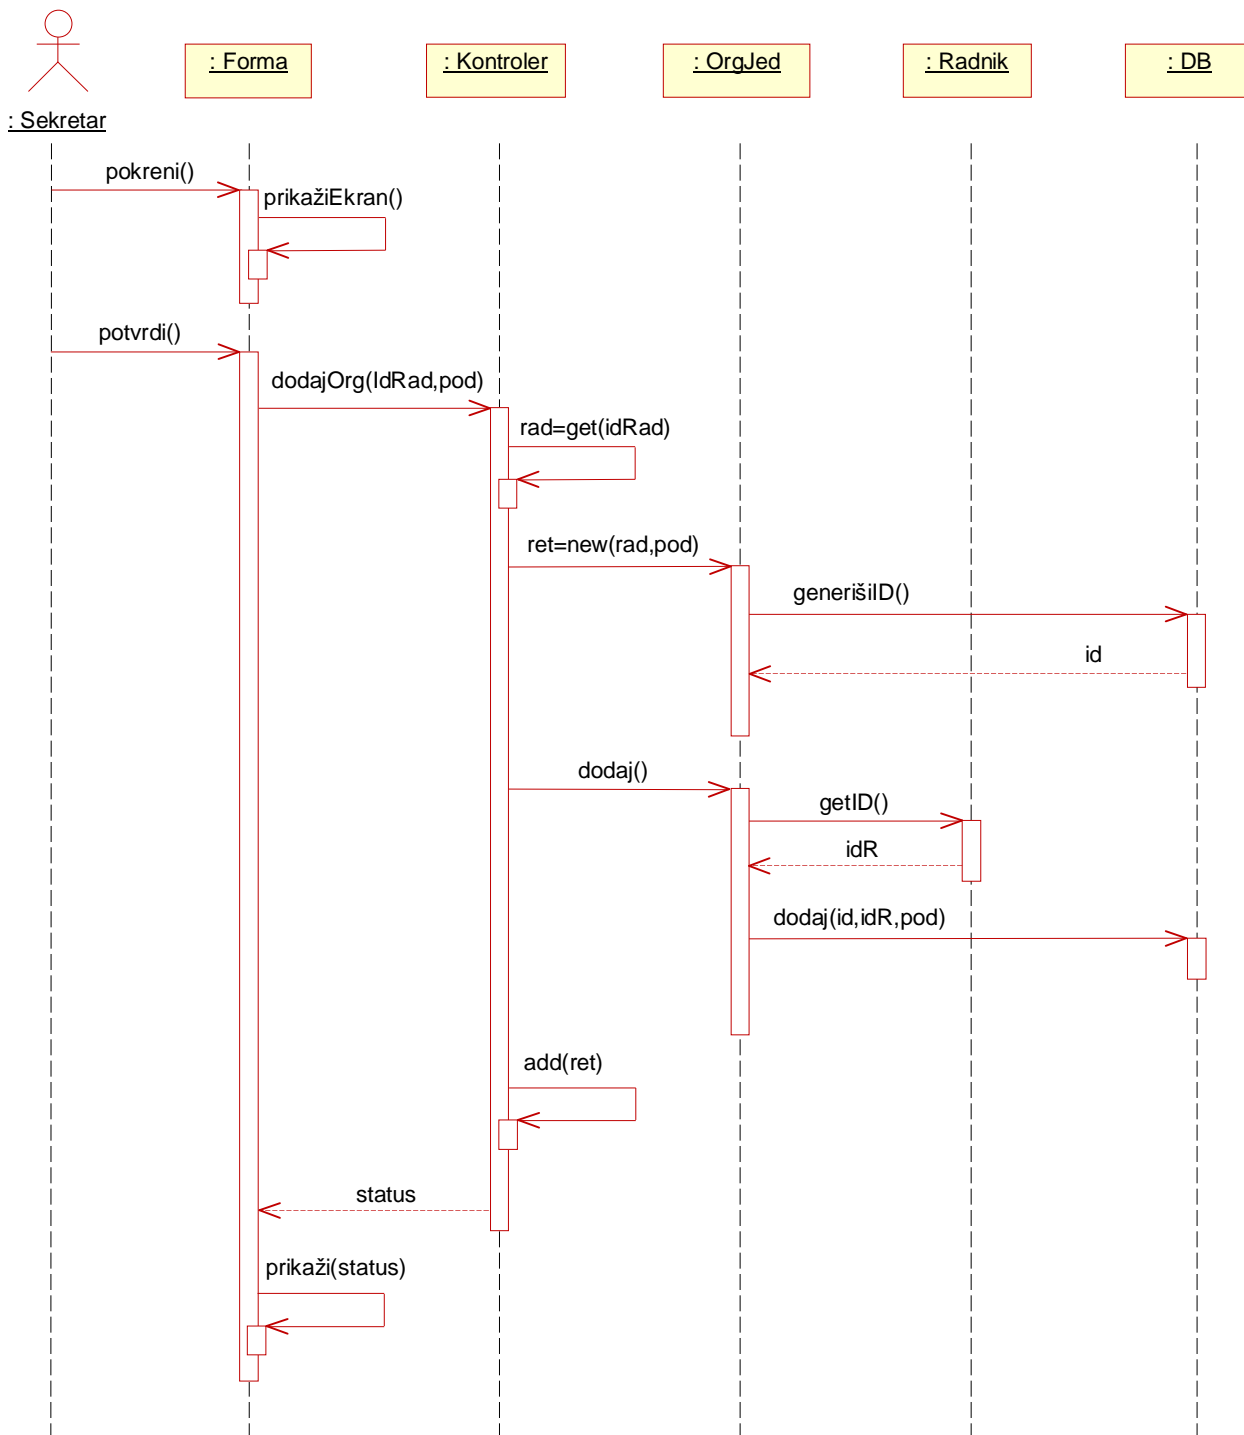 : Forma
: Kontroler
: OrgJed
: Radnik
: DB
: Sekretar
pokreni()
prikažiEkran()
potvrdi()
dodajOrg(IdRad,pod)
rad=get(idRad)
ret=new(rad,pod)
generišiID()
id
dodaj()
getID()
idR
dodaj(id,idR,pod)
add(ret)
status
prikaži(status)